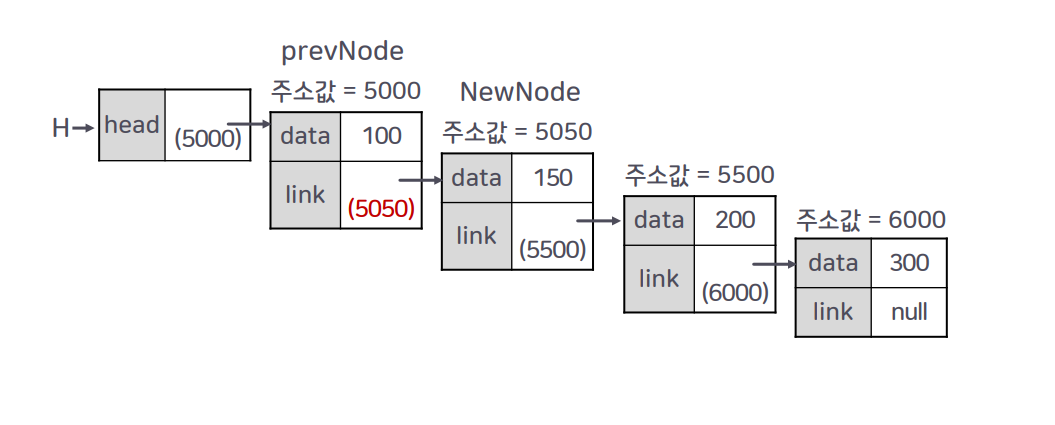 prevNode
주소값 = 5000
NewNode
H
head
(5000)
data
100
link
(5050)
주소값 = 5050
data
150
link
(5500)
주소값 = 5500
data
200
link
(6000)
주소값 = 6000
data
300
link
null